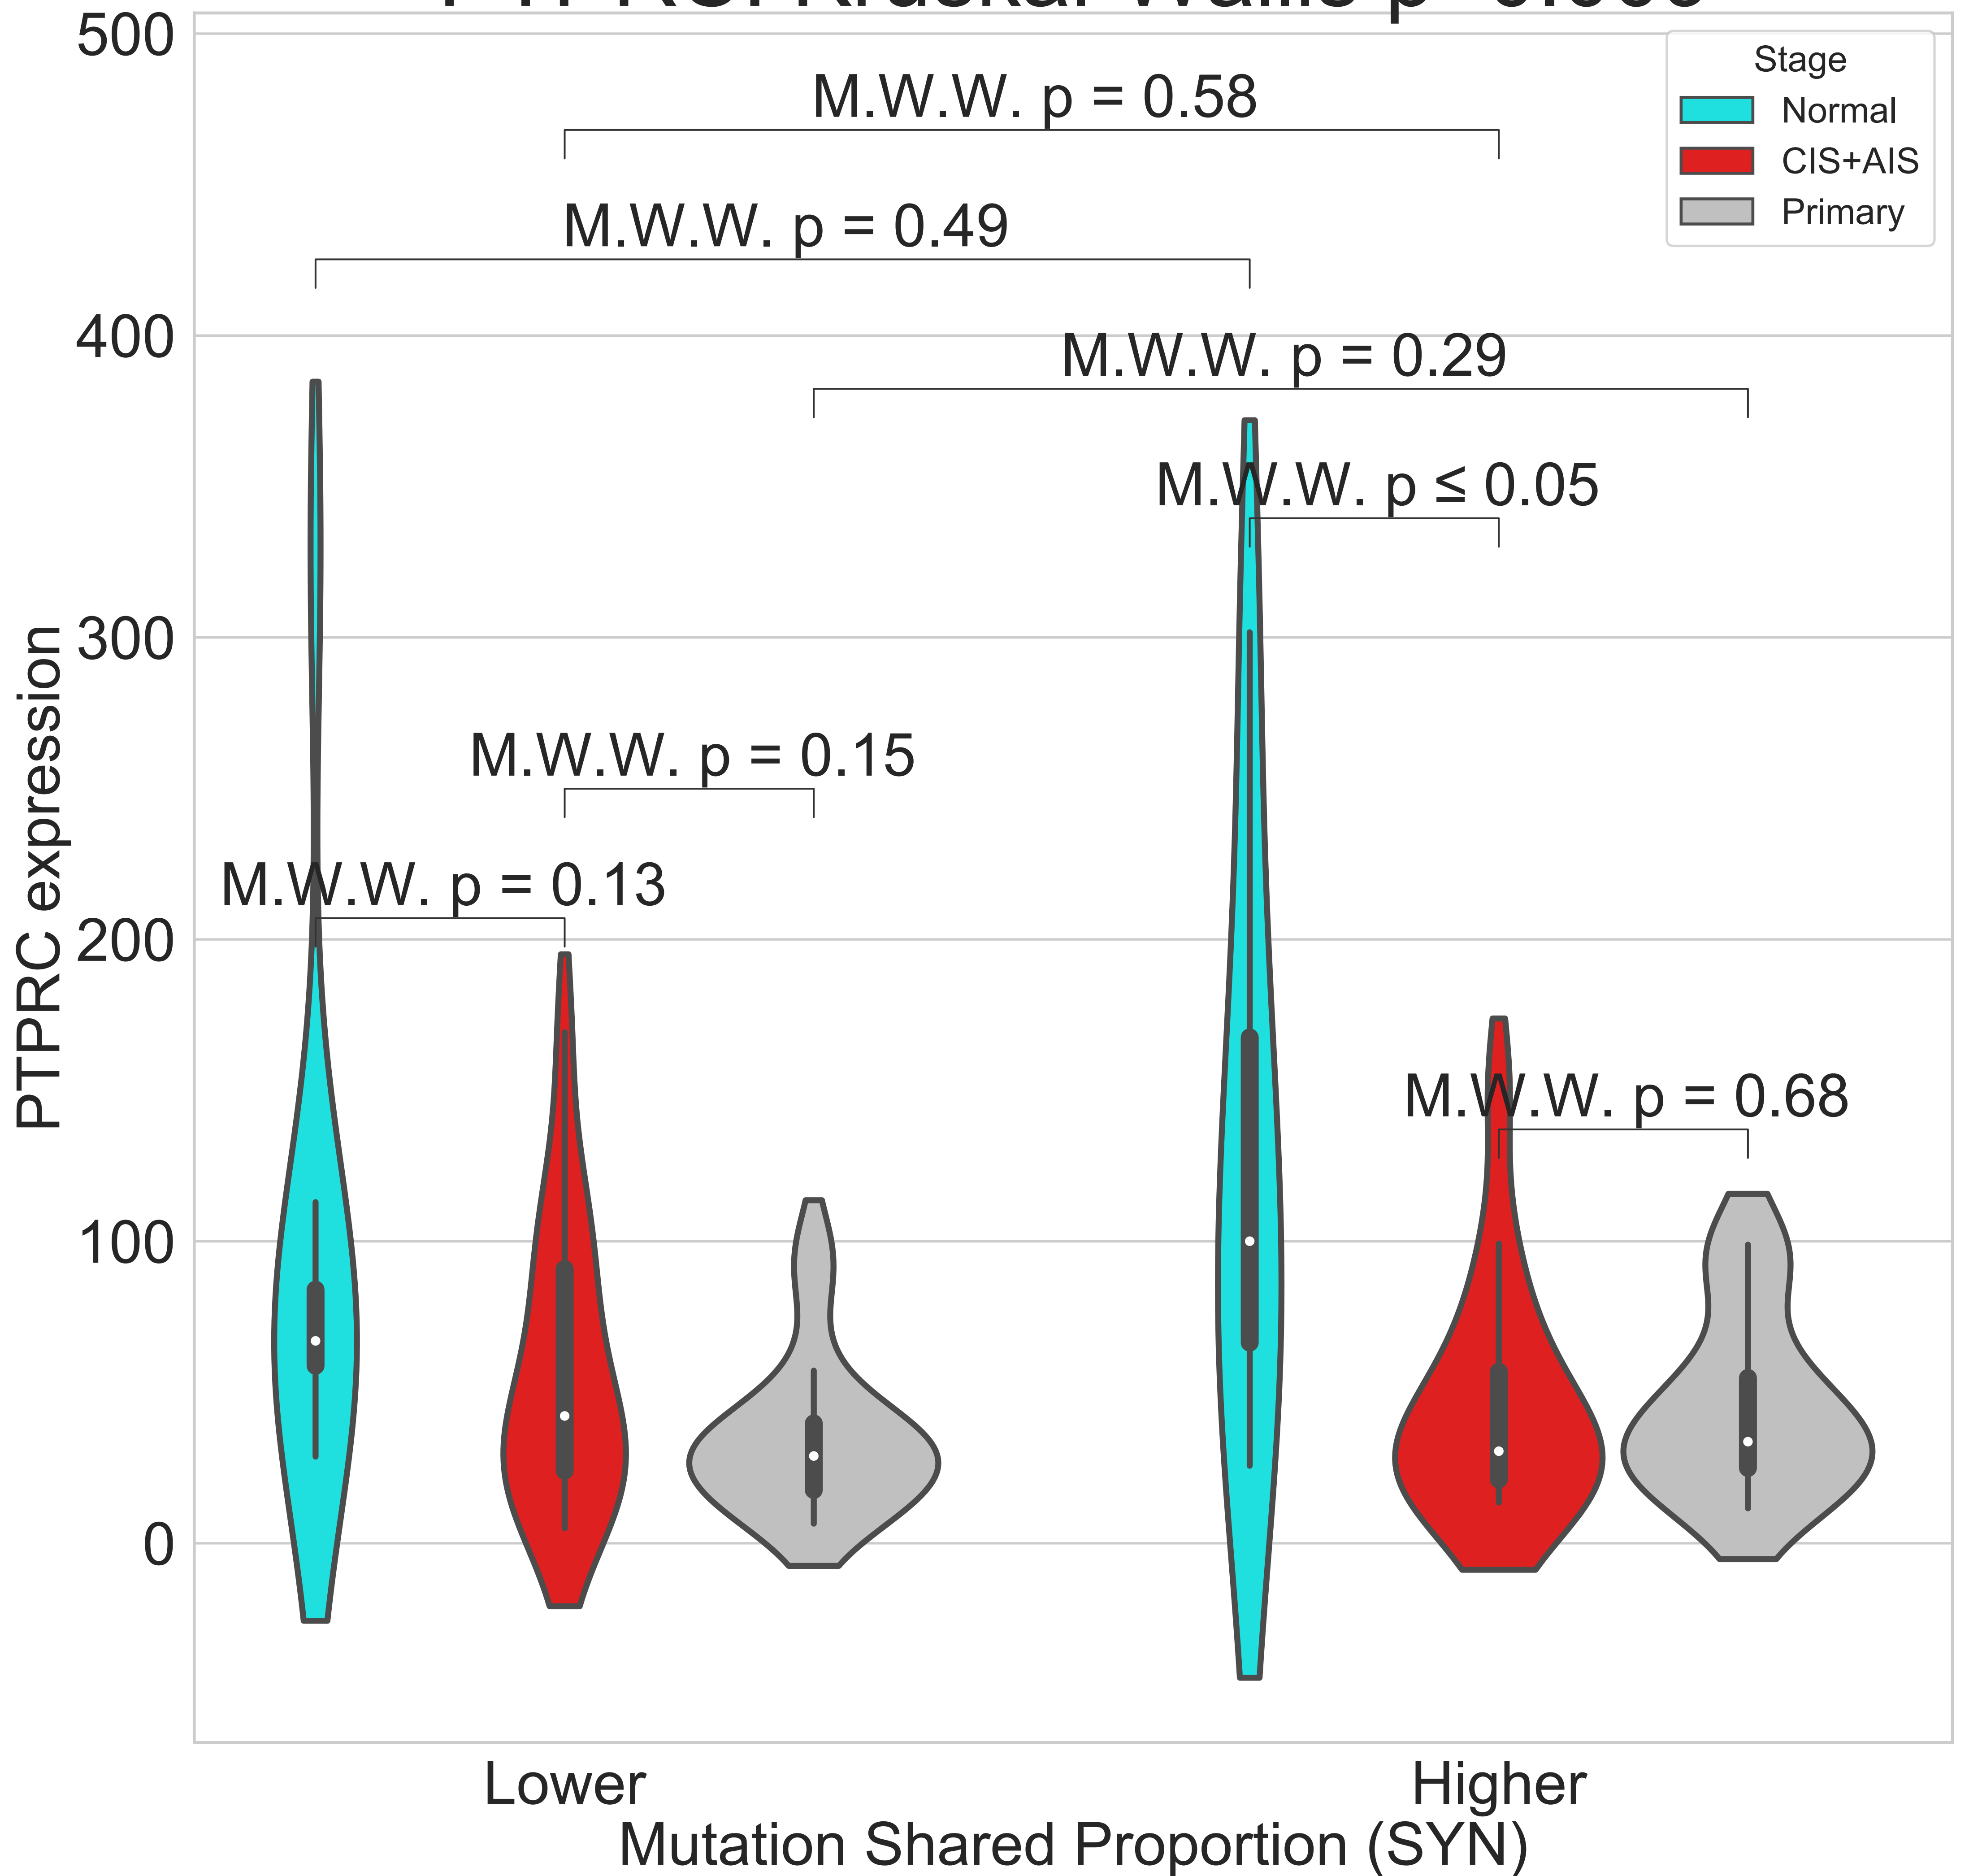 500
Stage
Normal
CIS+AIS
Primary
M.W.W. p = 0.58
M.W.W. p = 0.49
400
M.W.W. p = 0.29
M.W.W. p ≤ 0.05
300
M.W.W. p = 0.15
M.W.W. p = 0.13
200
M.W.W. p = 0.68
100
0
PTPRC expression
Lower
Higher
Mutation Shared Proportion (SYN)